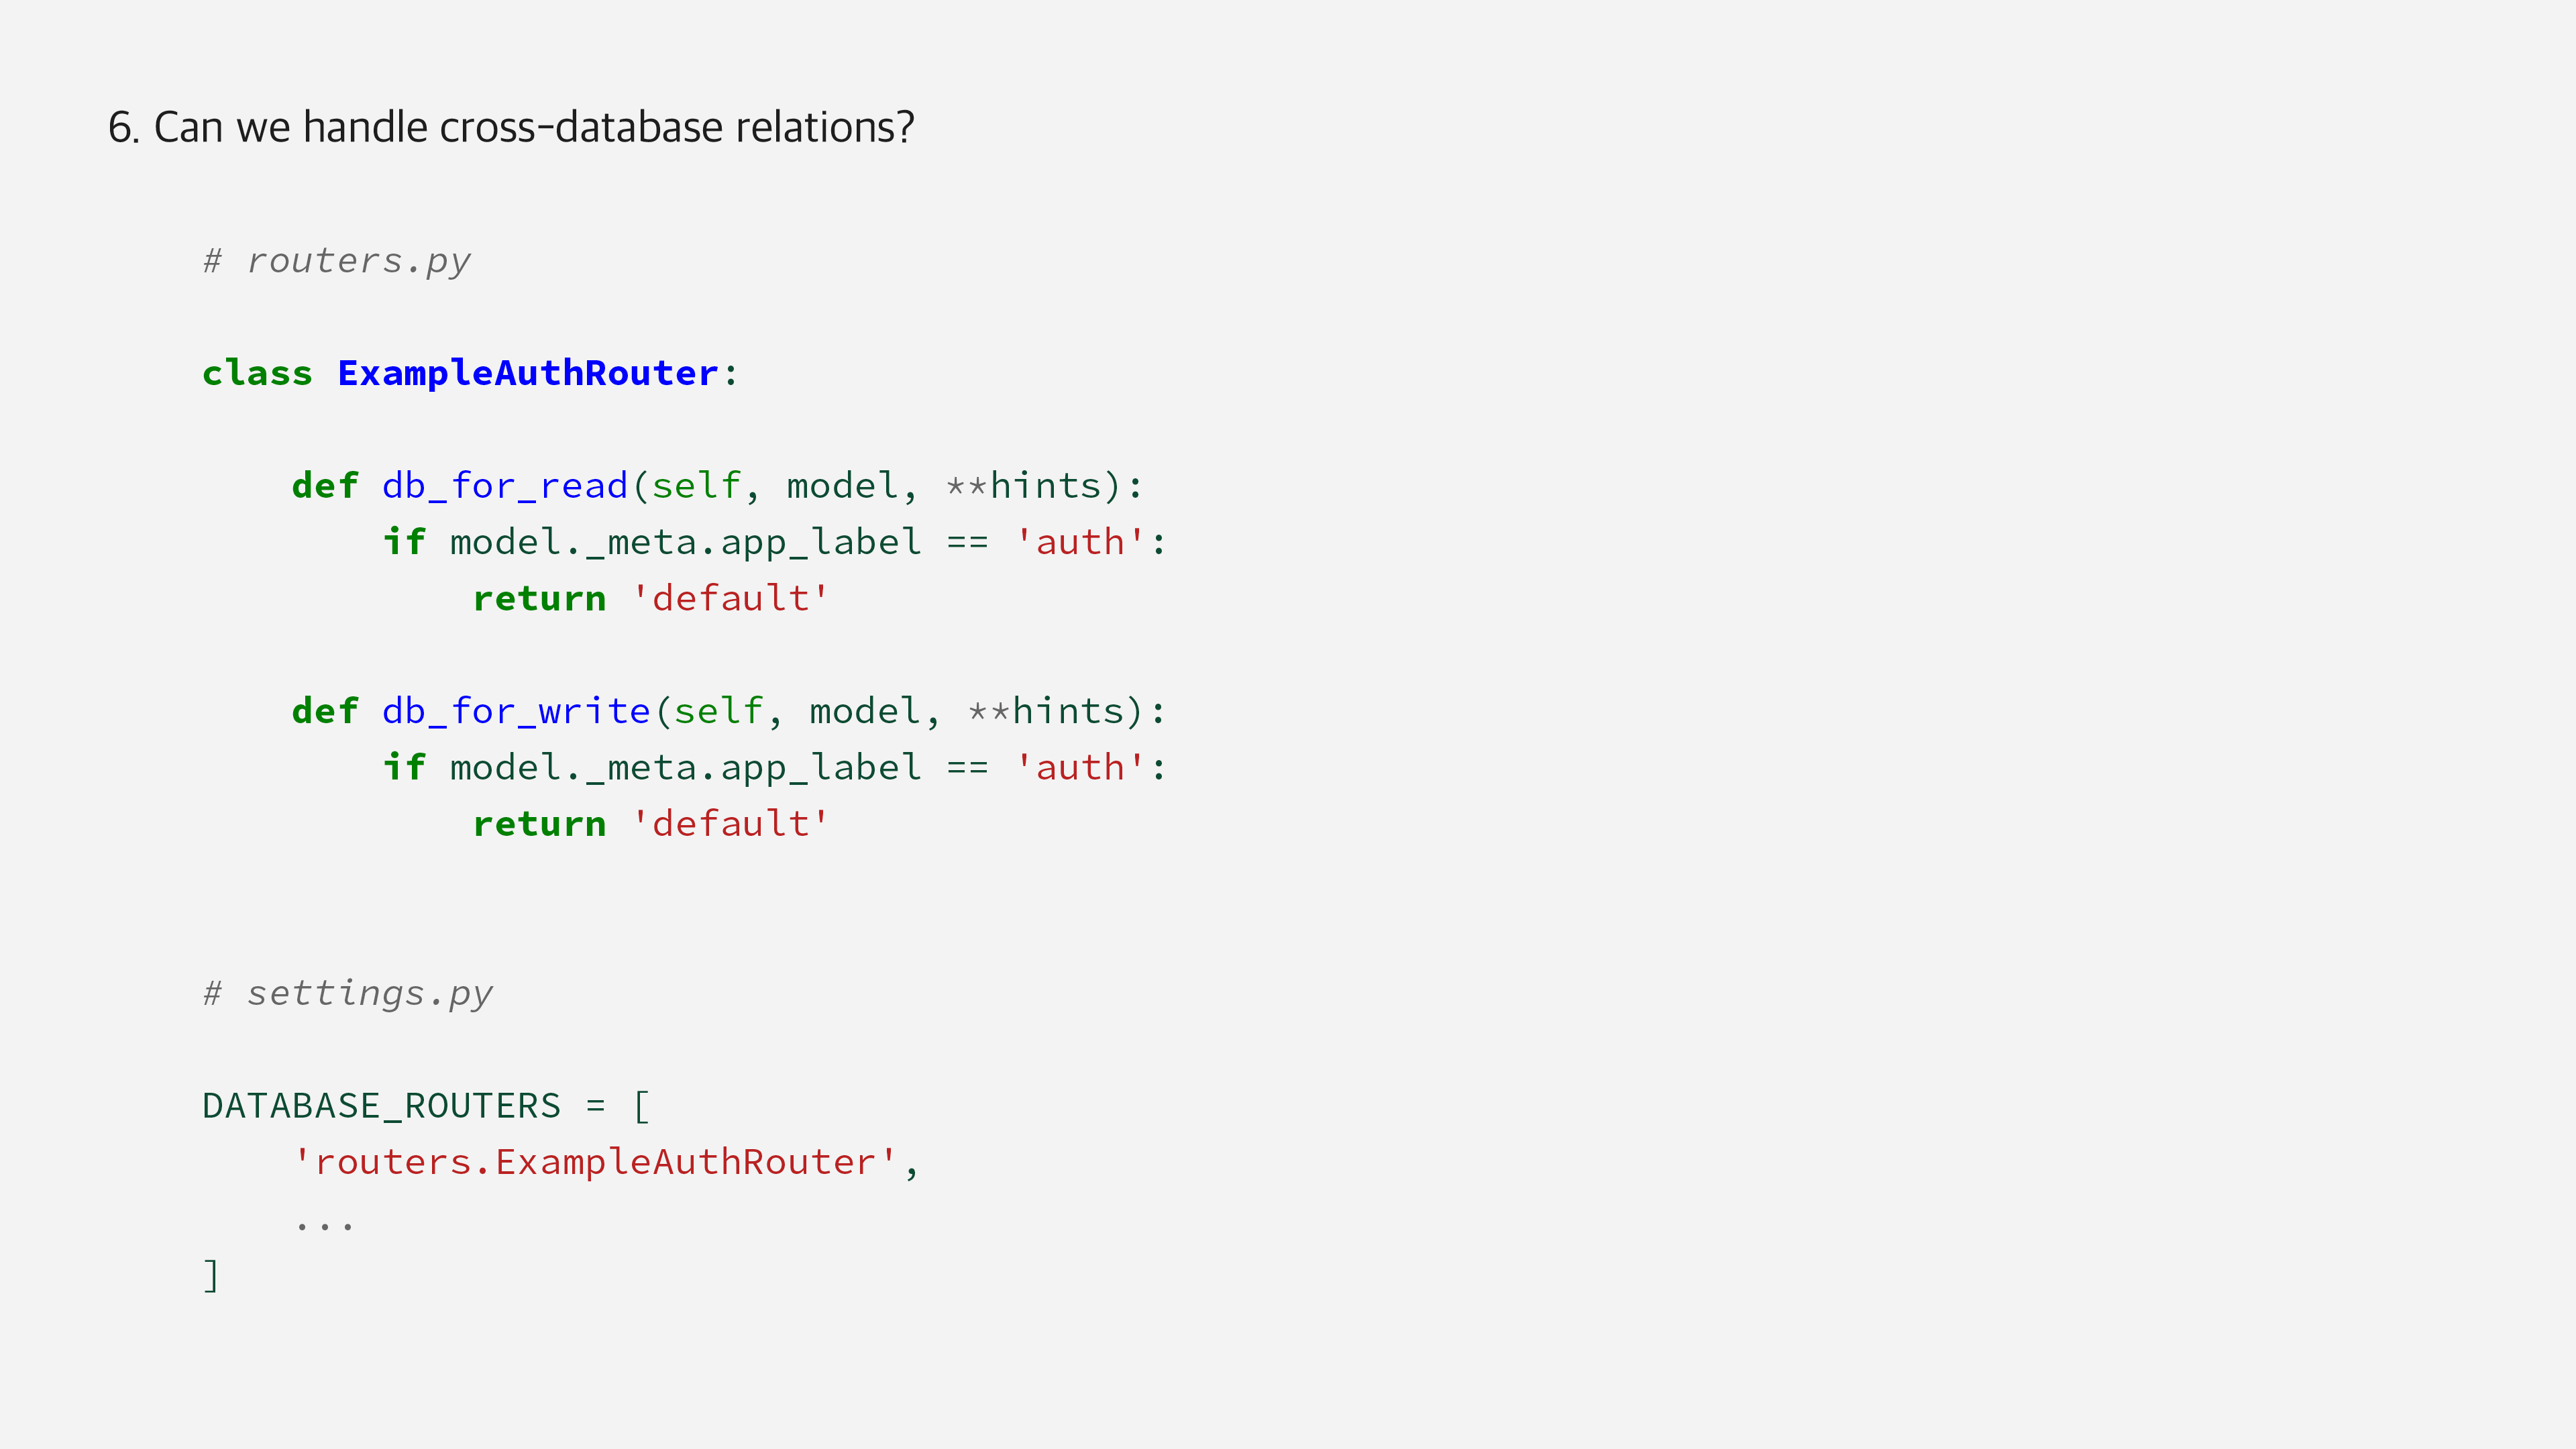 6. Can we handle cross-database relations?
# routers.py
class ExampleAuthRouter:
    def db_for_read(self, model, **hints):
        if model._meta.app_label == 'auth':
            return 'default'
    def db_for_write(self, model, **hints):
        if model._meta.app_label == 'auth':
            return 'default'
# settings.py
DATABASE_ROUTERS = [
    'routers.ExampleAuthRouter',
    ...
]